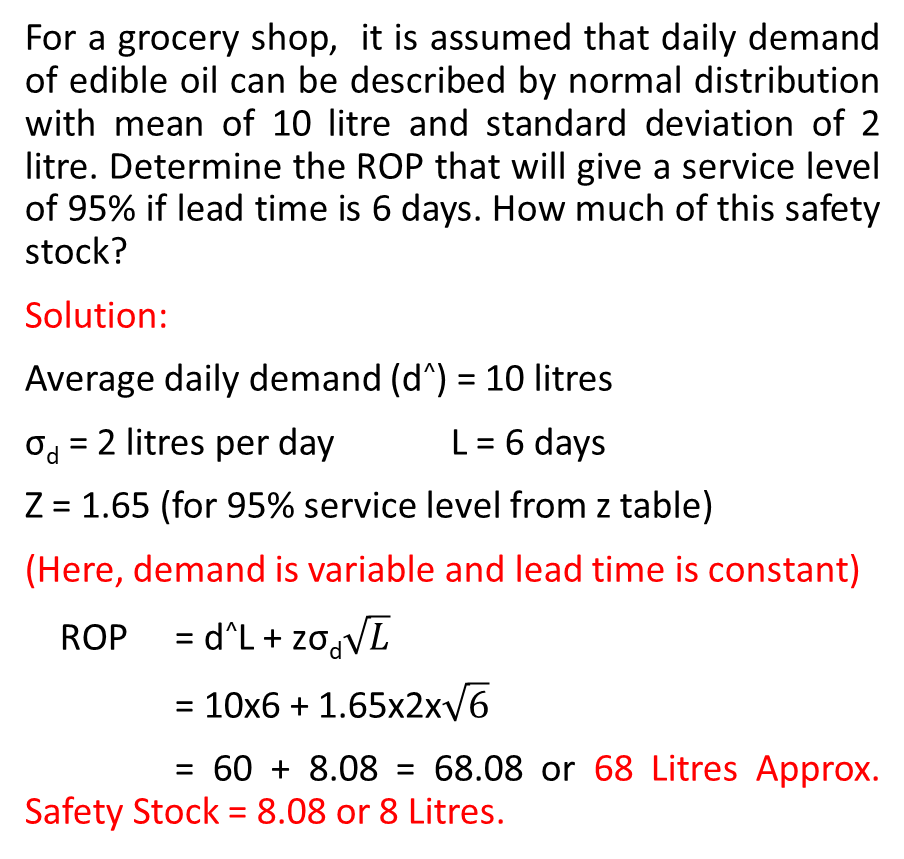 For a grocery shop, it is assumed that daily demand
of edible oil can be described by normal distribution
with mean of 10 litre and standard deviation of 2
litre. Determine the ROP that will give a service level
of 95% if lead time is 6 days. How much of this safety
stock?
Solution:
Average daily demand (d^) = 10 litres
σd = 2 litres per day L = 6 days
Z = 1.65 (for 95% service level from z table)
(Here, demand is variable and lead time is constant)
ROP = d^L + zσd√L
= 10x6 + 1.65x2x√6
= 60 + 8.08 = 68.08 or 68 Litres Approx.
Safety Stock = 8.08 or 8 Litres.